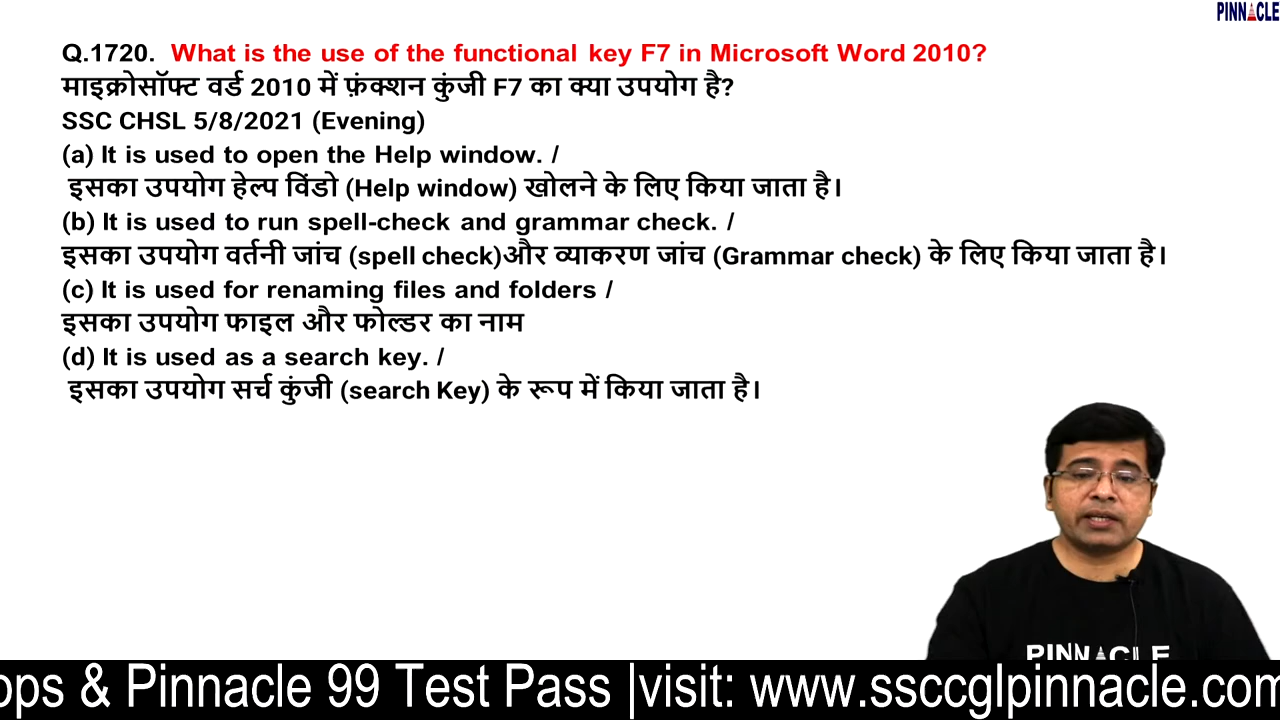 PINNACLE
Q.1720. What is the use of the functional key F7 in Microsoft Word 2010?
माइक्रोसॉफ्ट वर्ड 2010 में फ़ंक्शन कुंजी F7 का क्या उपयोग है?
SSC CHSL 5/8/2021 (Evening)
(a) It is used to open the Help window. /
इसका उपयोग हेल्प विंडो (Help window) खोलने के लिए किया जाता है।
(b) It is used to run spell-check and grammar check. /
इसका उपयोग वर्तनी जांच (spell check)और व्याकरण जांच (Grammar check) के लिए किया जाता है।
(c) It is used for renaming files and folders /
इसका उपयोग फाइल और फोल्डर का नाम
(d) It is used as a search key. /
इसका उपयोग सर्च कुंजी (search Key) के रूप में किया जाता है।
PINNACLE
ops & Pinnacle 99 Test Pass |visit: www.ssccglpinnacle.com